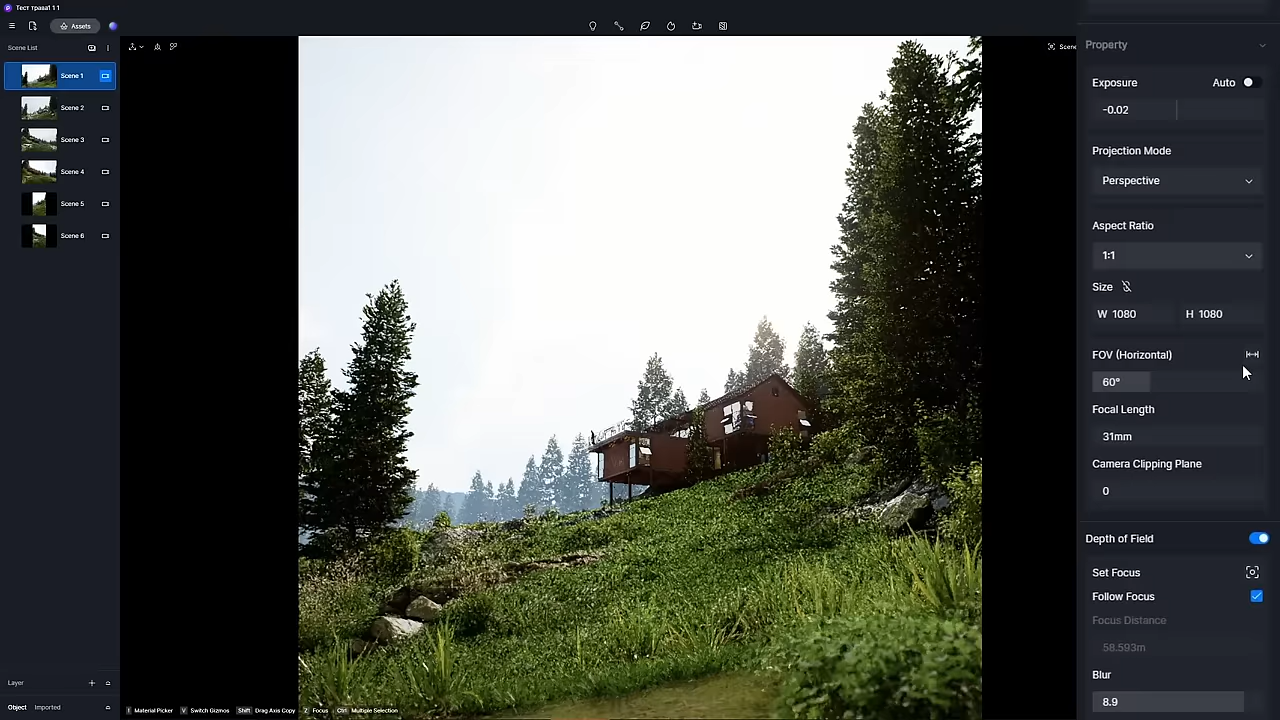 Тест трава1 1
Assets
Scene List
Scene 1
Scene 2
Scene 3
Scene 4
Scene 5
Scene 6
Layer
Object Imported
Scene
Material Picker V Switch Gizmos Shift Drag Axis Copy Z Focus Ctrl Multiple Selection
Property
Exposure Auto
-0.02
Projection Mode
Perspective
Aspect Ratio
1:1
Size
W 1080 H 1080
FOV (Horizontal)
60°
Focal Length
31mm
Camera Clipping Plane
0
Depth of Field
Set Focus
Follow Focus
Focus Distance
58.593m
Blur
8.9